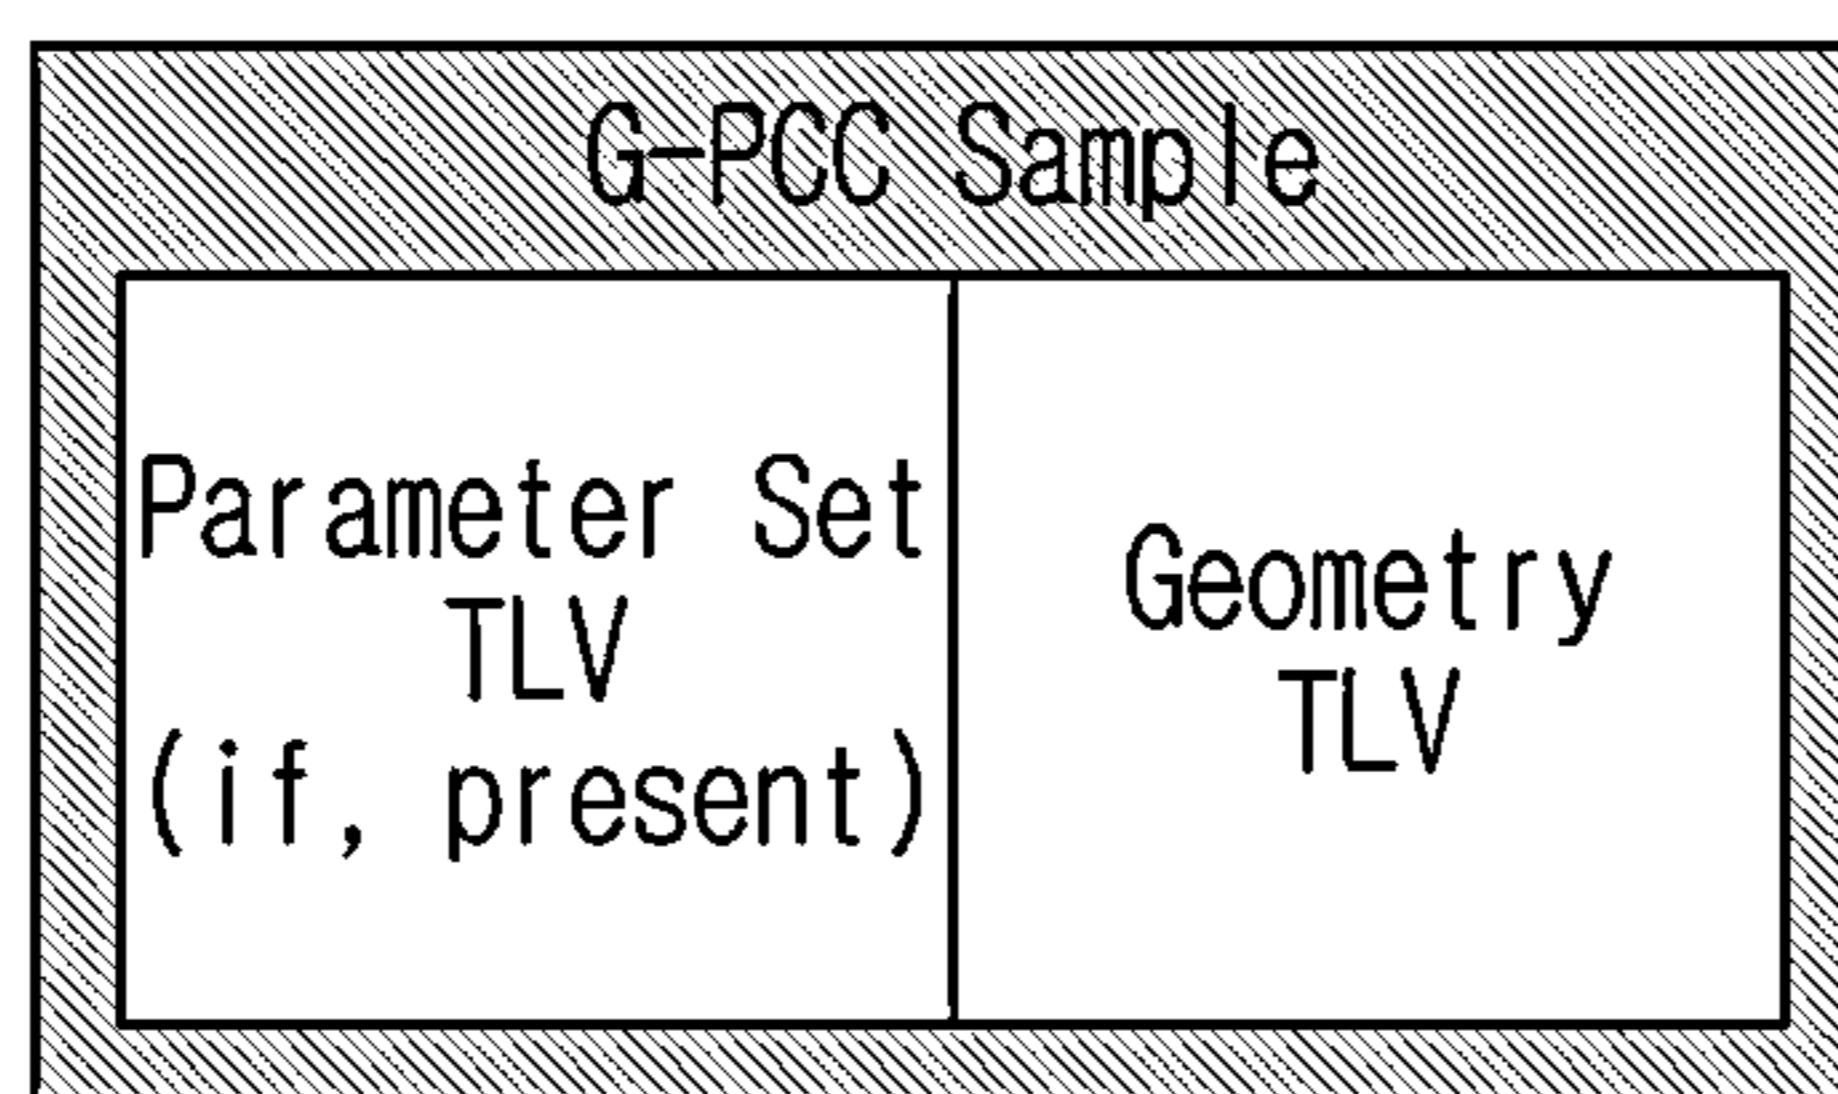 G-PCC Sample
Parameter Set
TLV
(if, present)
Geometry
TLV